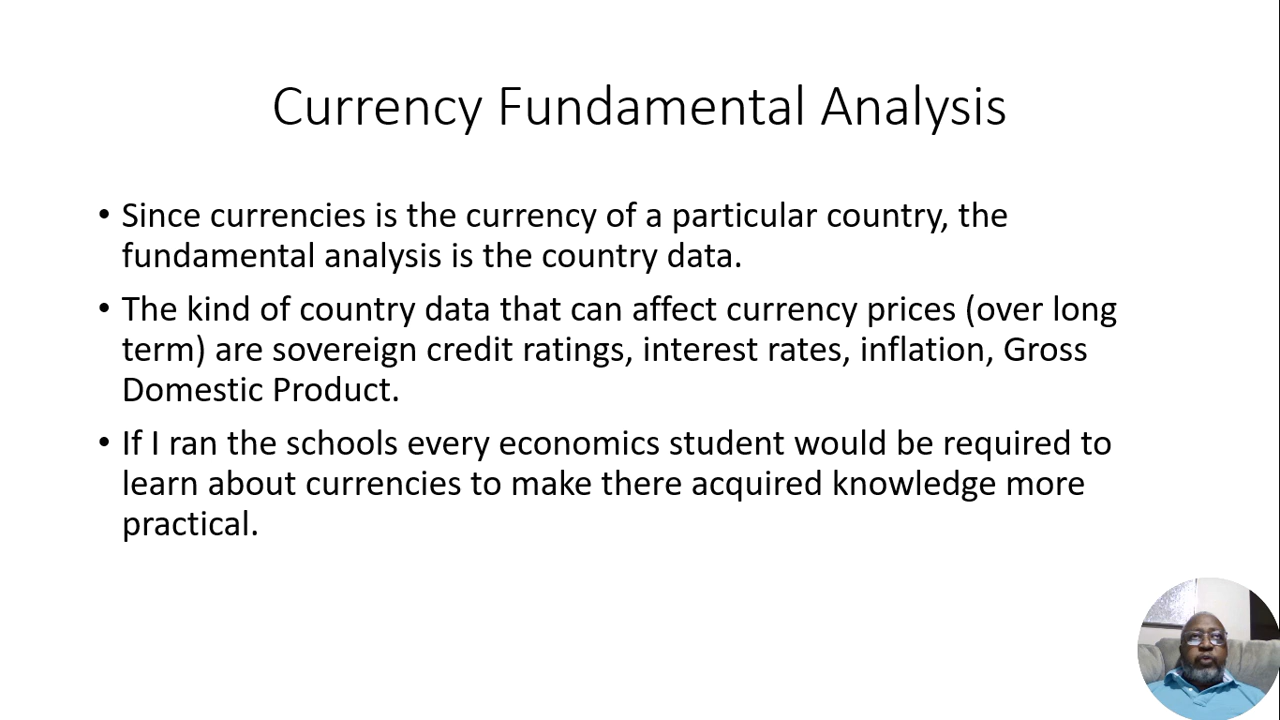 Currency Fundamental Analysis
• Since currencies is the currency of a particular country, the
fundamental analysis is the country data.
• The kind of country data that can affect currency prices (over long
term) are sovereign credit ratings, interest rates, inflation, Gross
Domestic Product.
• If I ran the schools every economics student would be required to
learn about currencies to make there acquired knowledge more
practical.